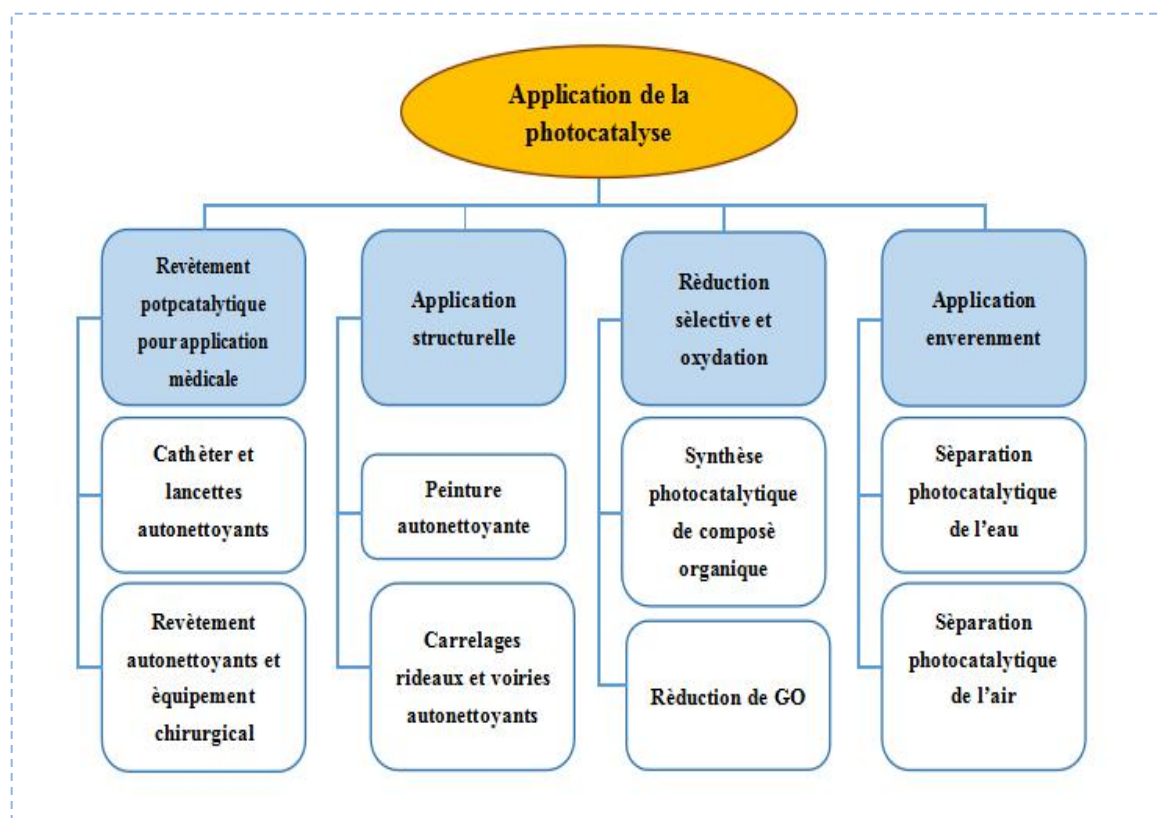 Application de la
photocatalyse
Revètement
potpcatalytique
pour application
mèdicale
Application
structurelle
Rèduction
sèlective et
oxydation
Application
enverenment
Cathèter et
lancettes
autonettoyants
Peinture
autonettoyante
Synthèse
photocatalytique
de composè
organique
Sèparation
photocatalytique
de l’eau
Revètement
autonettoyants et
èquipement
chirurgical
Carrelages
rideaux et voiries
autonettoyants
Rèduction de GO
Sèparation
photocatalytique
de l’air